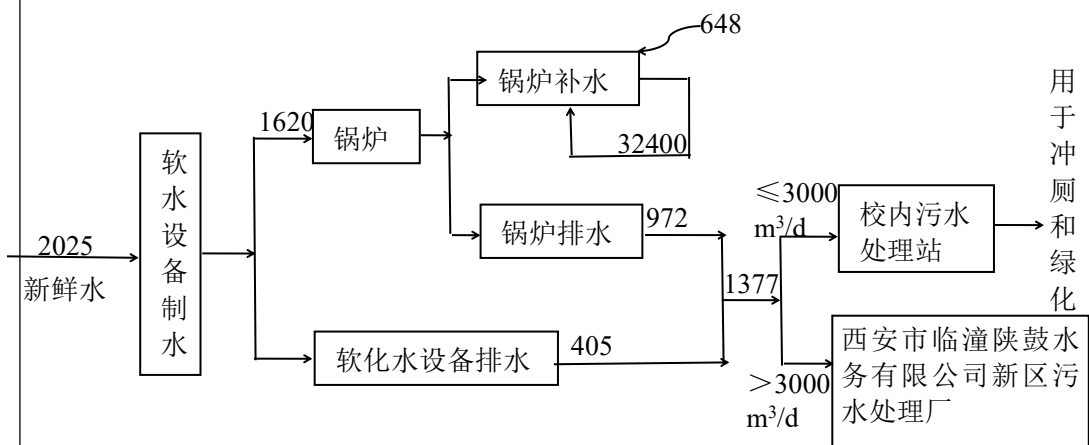 648
锅炉补水
32400
1620
锅炉
软水设备制水
2025
新鲜水
锅炉排水
972
1377
软化水设备排水
405
≤3000
m³/d
校内污水
处理站
用于冲厕和绿化
＞3000
m³/d
西安市临潼陕鼓水
务有限公司新区污
水处理厂